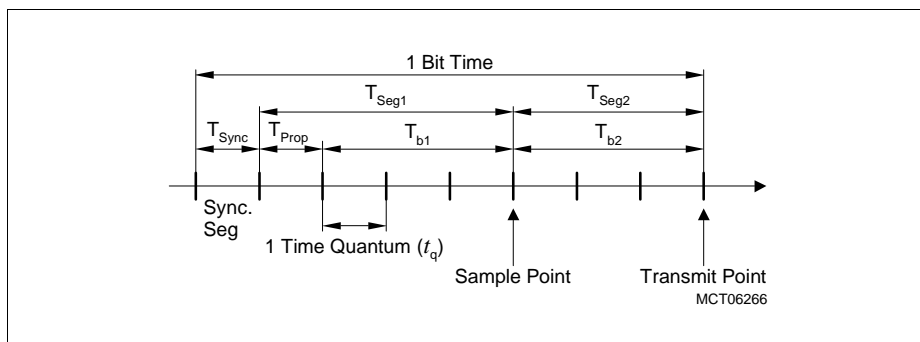 1 Bit Time
T_Seg1 T_Seg2
T_Sync T_Prop T_b1 T_b2
Sync.
Seg
1 Time Quantum (t_q)
Sample Point Transmit Point
MCT06266